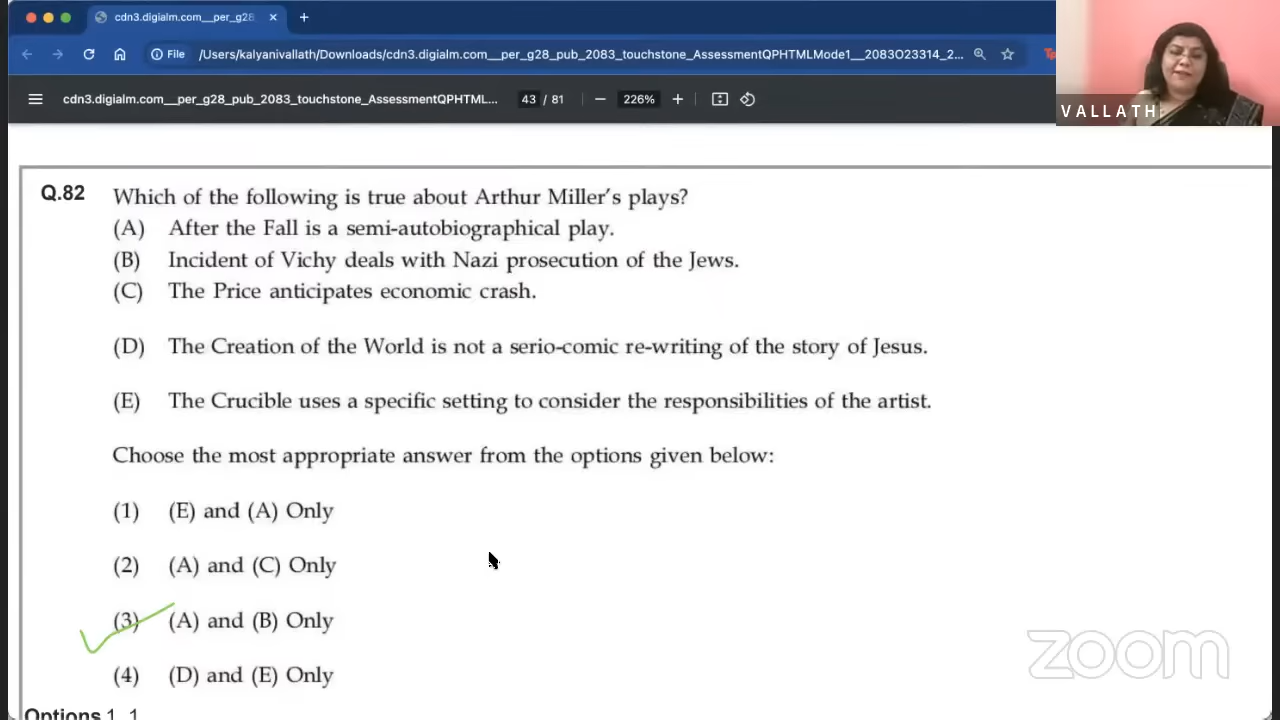 cdn3.digialm.com__per_g28
File /Users/kalyanivallath/Downloads/cdn3.digialm.com__per_g28_pub_2083_touchstone_AssessmentQPHTMLMode1__2083O23314_2...
cdn3.digialm.com__per_g28_pub_2083_touchstone_AssessmentQPHTML... 43 / 81 226%
VALLATH
Q.82 Which of the following is true about Arthur Miller's plays?
(A) After the Fall is a semi-autobiographical play.
(B) Incident of Vichy deals with Nazi prosecution of the Jews.
(C) The Price anticipates economic crash.
(D) The Creation of the World is not a serio-comic re-writing of the story of Jesus.
(E) The Crucible uses a specific setting to consider the responsibilities of the artist.
Choose the most appropriate answer from the options given below:
(1) (E) and (A) Only
(2) (A) and (C) Only
(3) (A) and (B) Only
(4) (D) and (E) Only
zoom
Options 1. 1